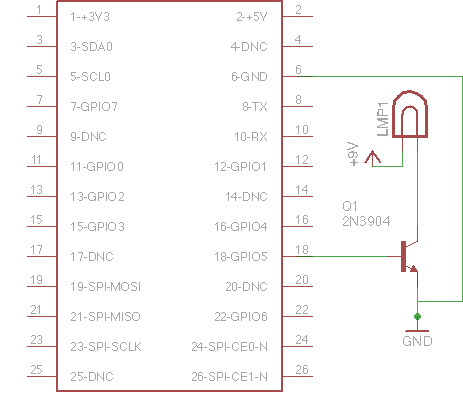 1 1-+3V3 2-+5V 2
3 3-SDA0 4-DNC 4
5 5-SCL0 6-GND 6
7 7-GPIO7 8-TX 8
9 9-DNC 10-RX 10
11 11-GPIO0 12-GPIO1 12
13 13-GPIO2 14-DNC 14
15 15-GPIO3 16-GPIO4 16
17 17-DNC 18-GPIO5 18
19 19-SPI-MOSI 20-DNC 20
21 21-SPI-MISO 22-GPIO6 22
23 23-SPI-SCLK 24-SPI-CE0-N 24
25 25-DNC 26-SPI-CE1-N 26
LMP1
+9V
Q1
2N3904
GND